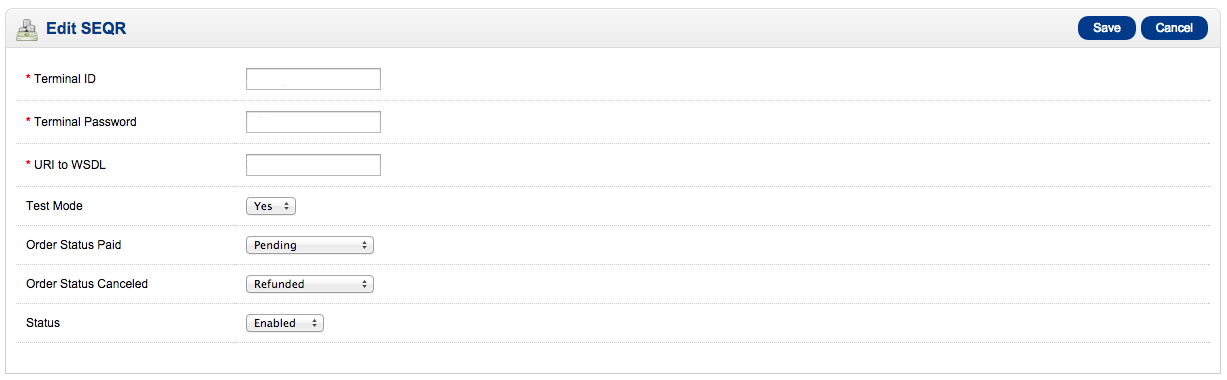 Edit SEQR Save Cancel
* Terminal ID
* Terminal Password
* URI to WSDL
Test Mode Yes
Order Status Paid Pending
Order Status Canceled Refunded
Status Enabled